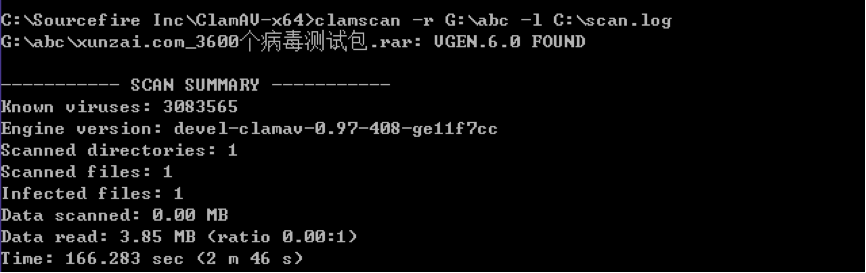 C:\Sourcefire Inc\ClamAV-x64>clamscan -r G:\abc -l C:\scan.log
G:\abc\xunzai.com_3600个病毒测试包.rar: VGEN.6.0 FOUND
----------- SCAN SUMMARY -----------
Known viruses: 3083565
Engine version: devel-clamav-0.97-408-ge11f7cc
Scanned directories: 1
Scanned files: 1
Infected files: 1
Data scanned: 0.00 MB
Data read: 3.85 MB (ratio 0.00:1)
Time: 166.283 sec (2 m 46 s)